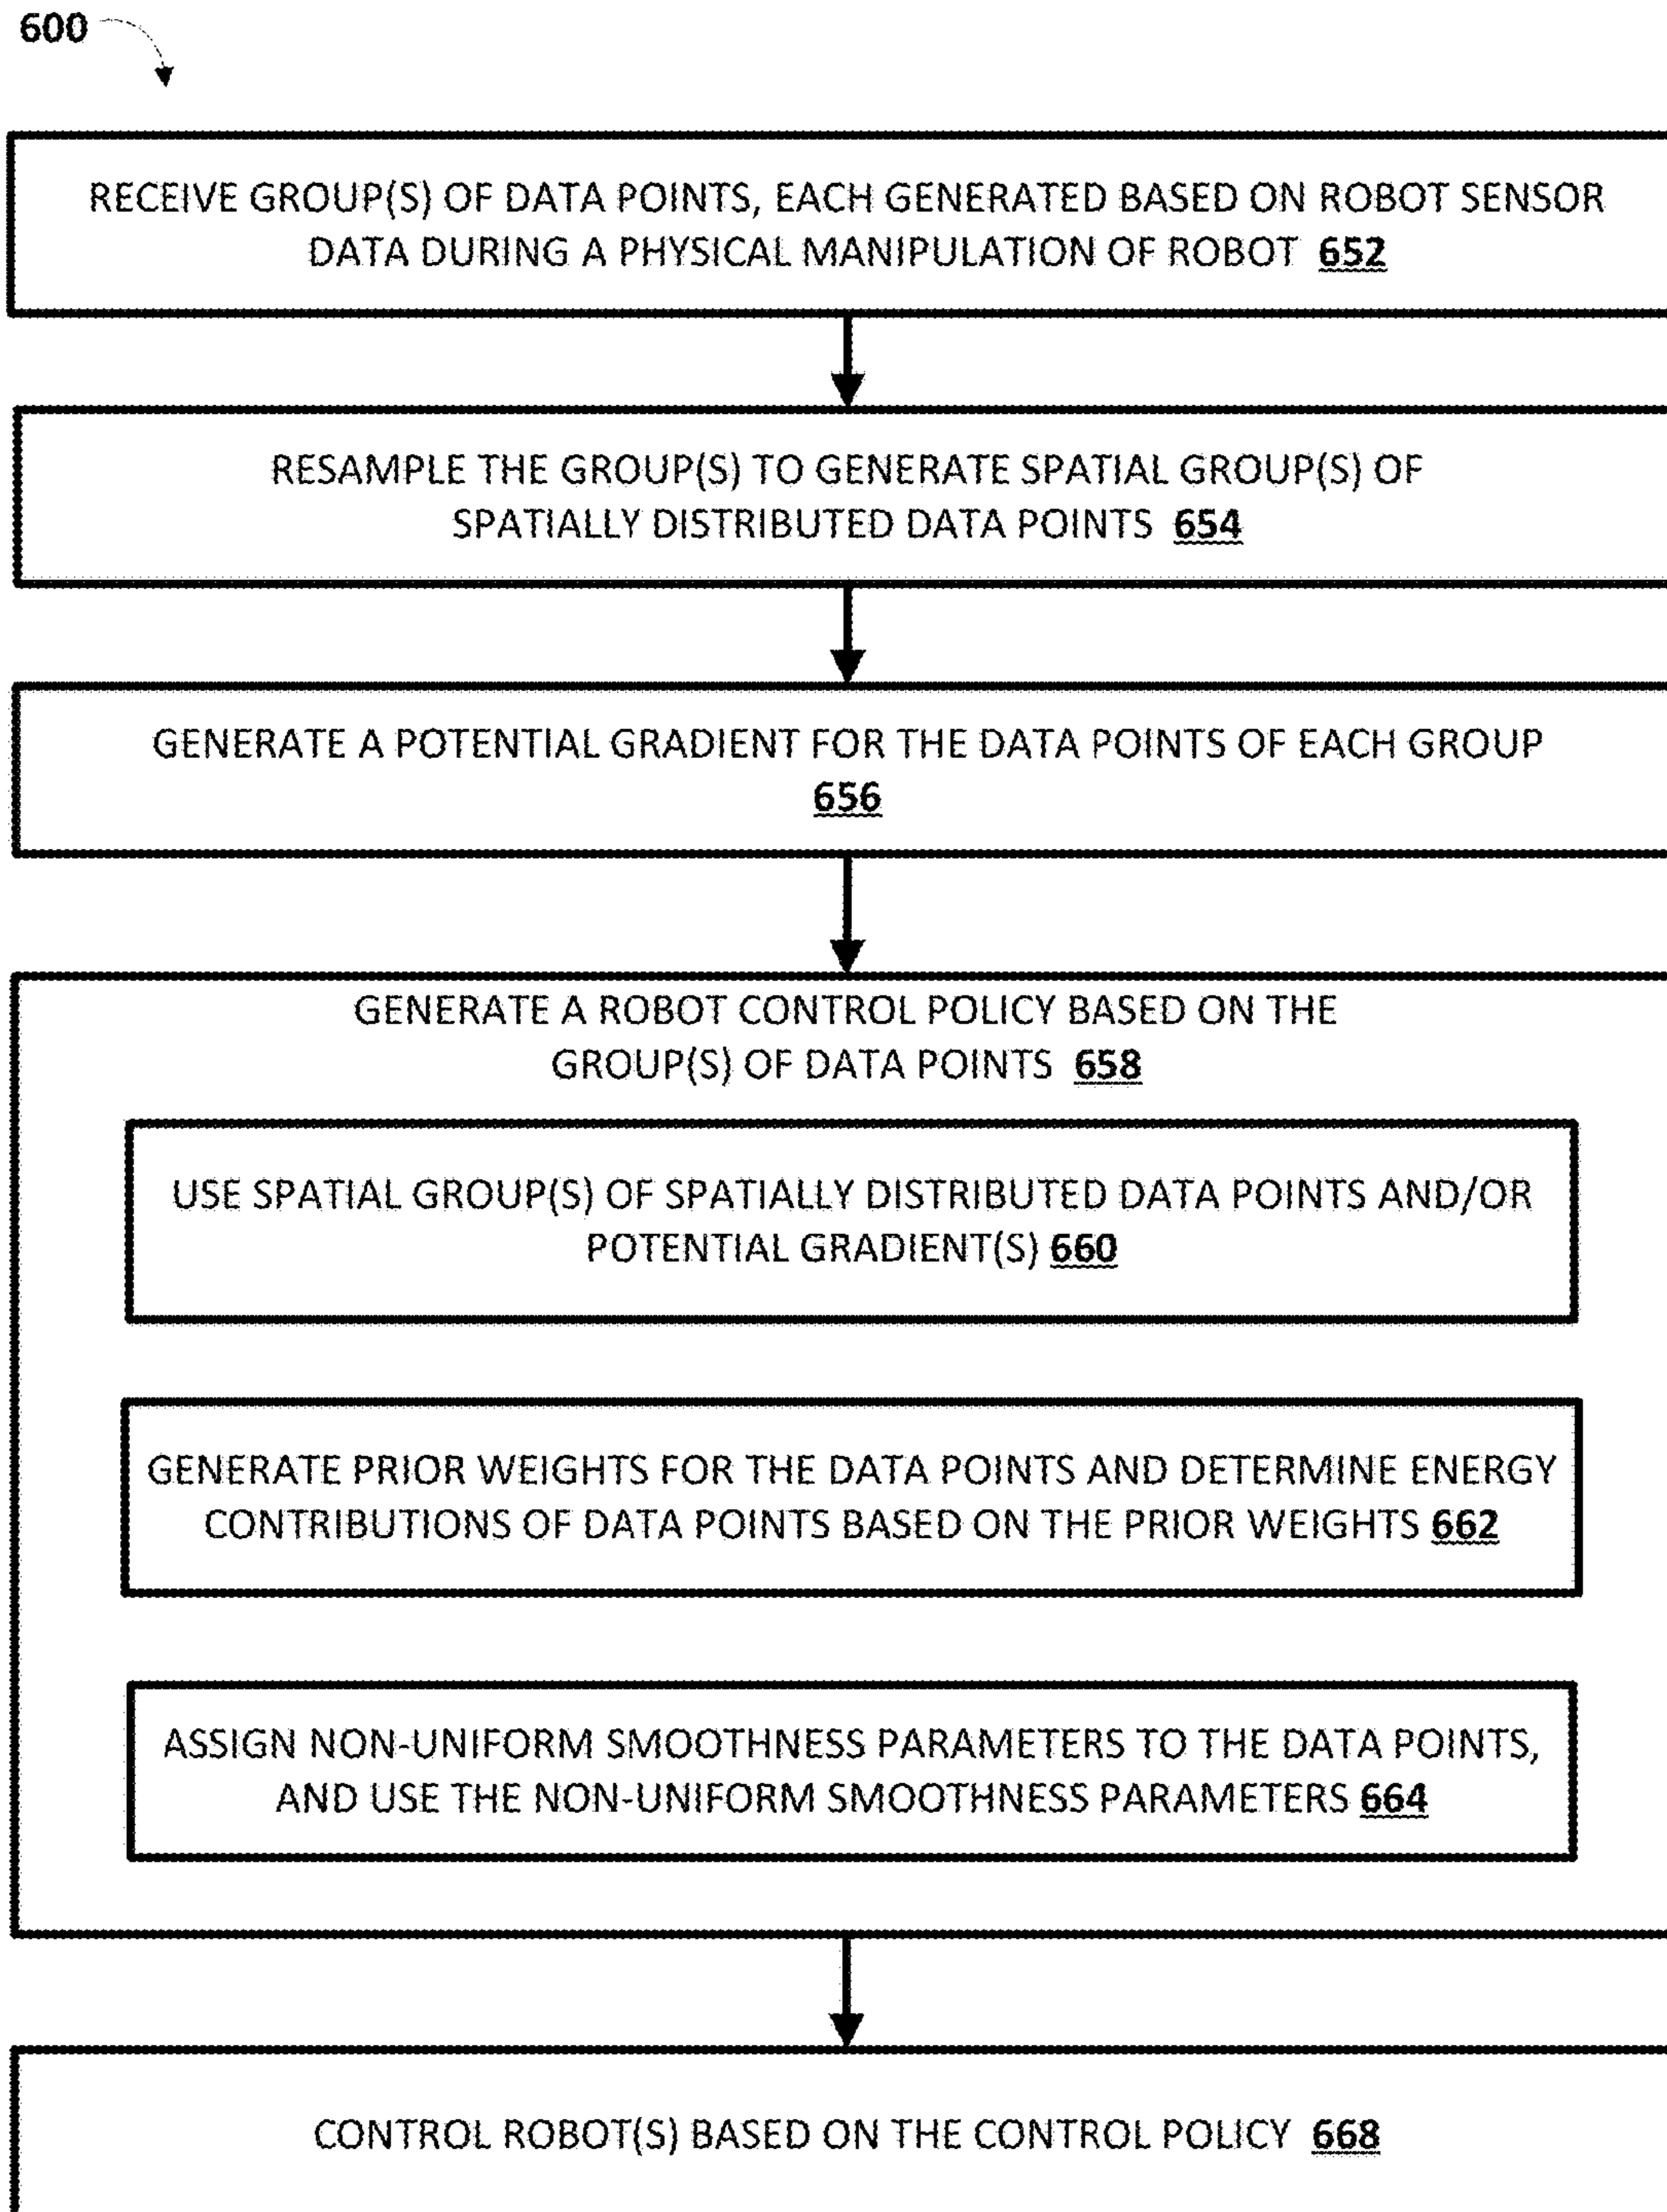 600
RECEIVE GROUP(S) OF DATA POINTS, EACH GENERATED BASED ON ROBOT SENSOR
DATA DURING A PHYSICAL MANIPULATION OF ROBOT 652
RESAMPLE THE GROUP(S) TO GENERATE SPATIAL GROUP(S) OF
SPATIALLY DISTRIBUTED DATA POINTS 654
GENERATE A POTENTIAL GRADIENT FOR THE DATA POINTS OF EACH GROUP
656
GENERATE A ROBOT CONTROL POLICY BASED ON THE
GROUP(S) OF DATA POINTS 658
USE SPATIAL GROUP(S) OF SPATIALLY DISTRIBUTED DATA POINTS AND/OR
POTENTIAL GRADIENT(S) 660
GENERATE PRIOR WEIGHTS FOR THE DATA POINTS AND DETERMINE ENERGY
CONTRIBUTIONS OF DATA POINTS BASED ON THE PRIOR WEIGHTS 662
ASSIGN NON-UNIFORM SMOOTHNESS PARAMETERS TO THE DATA POINTS,
AND USE THE NON-UNIFORM SMOOTHNESS PARAMETERS 664
CONTROL ROBOT(S) BASED ON THE CONTROL POLICY 668